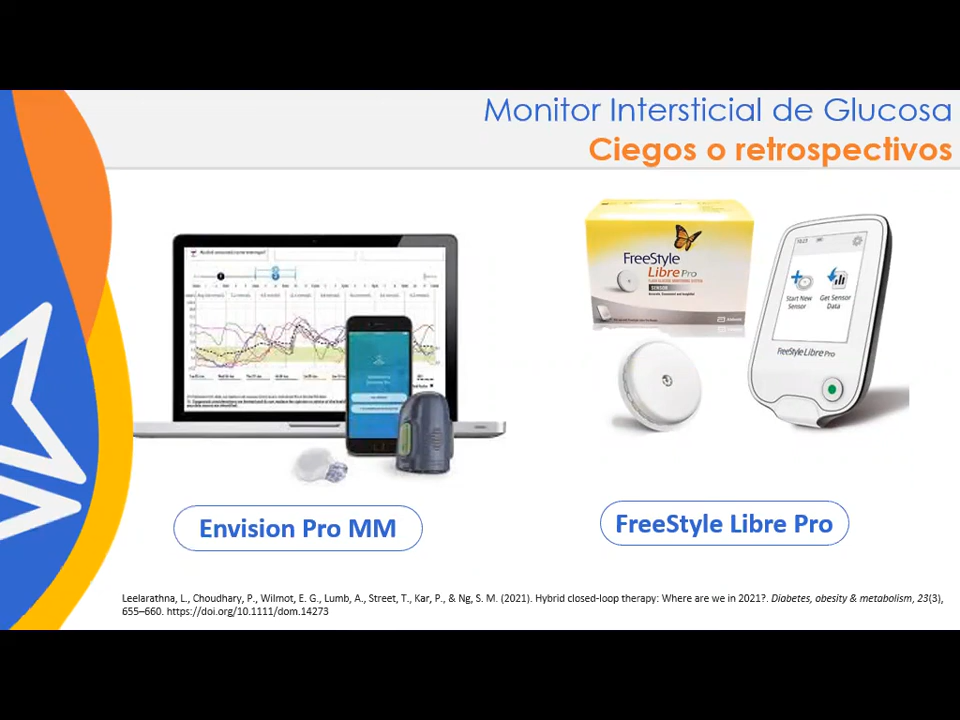 Monitor Intersticial de Glucosa
Ciegos o retrospectivos
FreeStyle
Libre Pro
SENSOR
Start New
Sensor
Get Sensor
Data
FreeStyle Libre Pro
Envision Pro MM
FreeStyle Libre Pro
Leelarathna, L., Choudhary, P., Wilmot, E. G., Lumb, A., Street, T., Kar, P., & Ng, S. M. (2021). Hybrid closed-loop therapy: Where are we in 2021?. Diabetes, obesity & metabolism, 23(3),
655–660. https://doi.org/10.1111/dom.14273